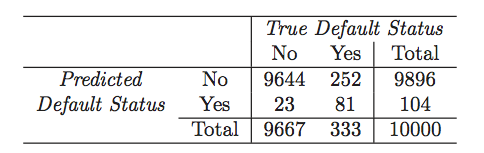 True Default Status
No Yes Total
Predicted No 9644 252 9896
Default Status Yes 23 81 104
Total 9667 333 10000